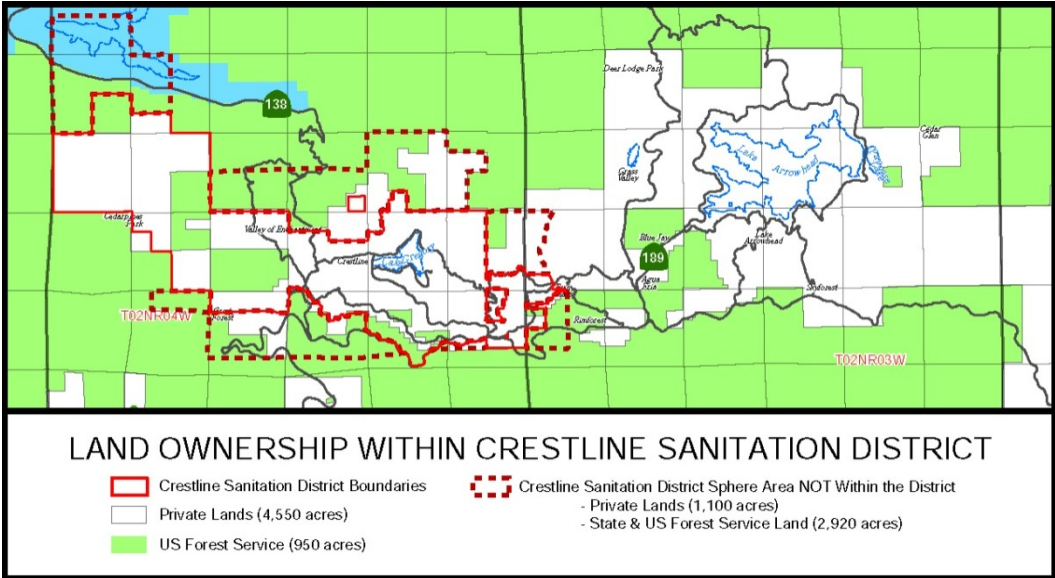 138
Deer Lodge Park
Cedar
Glen
Lake
Arrowhead
Grass
Valley
Cedarpines
Park
Valley of Enchantment
Crestline
Blue Jay
189
Lake
Arrowhead
Agua
Fria
Skyforest
Rimforest
Forest
T02NR04W
T02NR03W
LAND OWNERSHIP WITHIN CRESTLINE SANITATION DISTRICT
Crestline Sanitation District Boundaries
Private Lands (4,550 acres)
US Forest Service (950 acres)
Crestline Sanitation District Sphere Area NOT Within the District
- Private Lands (1,100 acres)
- State & US Forest Service Land (2,920 acres)